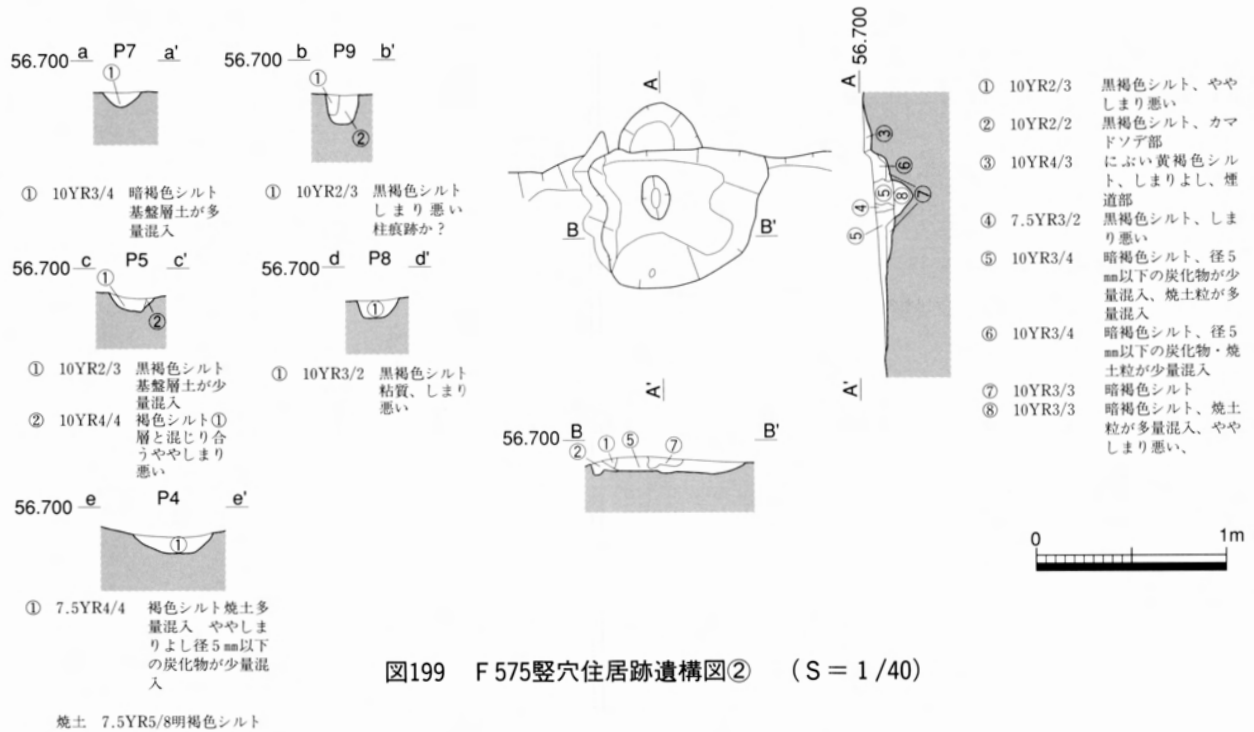 56.700 a P7 a'
①
① 10YR3/4 暗褐色シルト
基盤層土が多
量混入
56.700 b P9 b'
①
②
① 10YR2/3 黒褐色シルト
しまり悪い
柱痕跡か?
56.700 c P5 c'
①
②
① 10YR2/3 黒褐色シルト
基盤層土が少
量混入
② 10YR4/4 褐色シルト①
層と混じり合
うややしまり
悪い
56.700 d P8 d'
①
① 10YR3/2 黒褐色シルト
粘質、しまり
悪い
56.700 e P4 e'
①
① 7.5YR4/4 褐色シルト焼土多
量混入 ややしま
りよし径5㎜以下
の炭化物が少量混
入
焼土 7.5YR5/8明褐色シルト
A
B B'
A'
56.700
A
③
⑥
⑤ ⑧ ⑦
④
⑤
A'
56.700 B B'
② ① ⑤ ⑦
① 10YR2/3 黒褐色シルト、やや
しまり悪い
② 10YR2/2 黒褐色シルト、カマ
ドソデ部
③ 10YR4/3 にぶい黄褐色シル
ト、しまりよし、煙
道部
④ 7.5YR3/2 黒褐色シルト、しま
り悪い
⑤ 10YR3/4 暗褐色シルト、径5
㎜以下の炭化物が少
量混入、焼土粒が多
量混入
⑥ 10YR3/4 暗褐色シルト、径5
㎜以下の炭化物・焼
土粒が少量混入
⑦ 10YR3/3 暗褐色シルト
⑧ 10YR3/3 暗褐色シルト、焼土
粒が多量混入、やや
しまり悪い、
0 1m
図199 F575竪穴住居跡遺構図② (S=1/40)